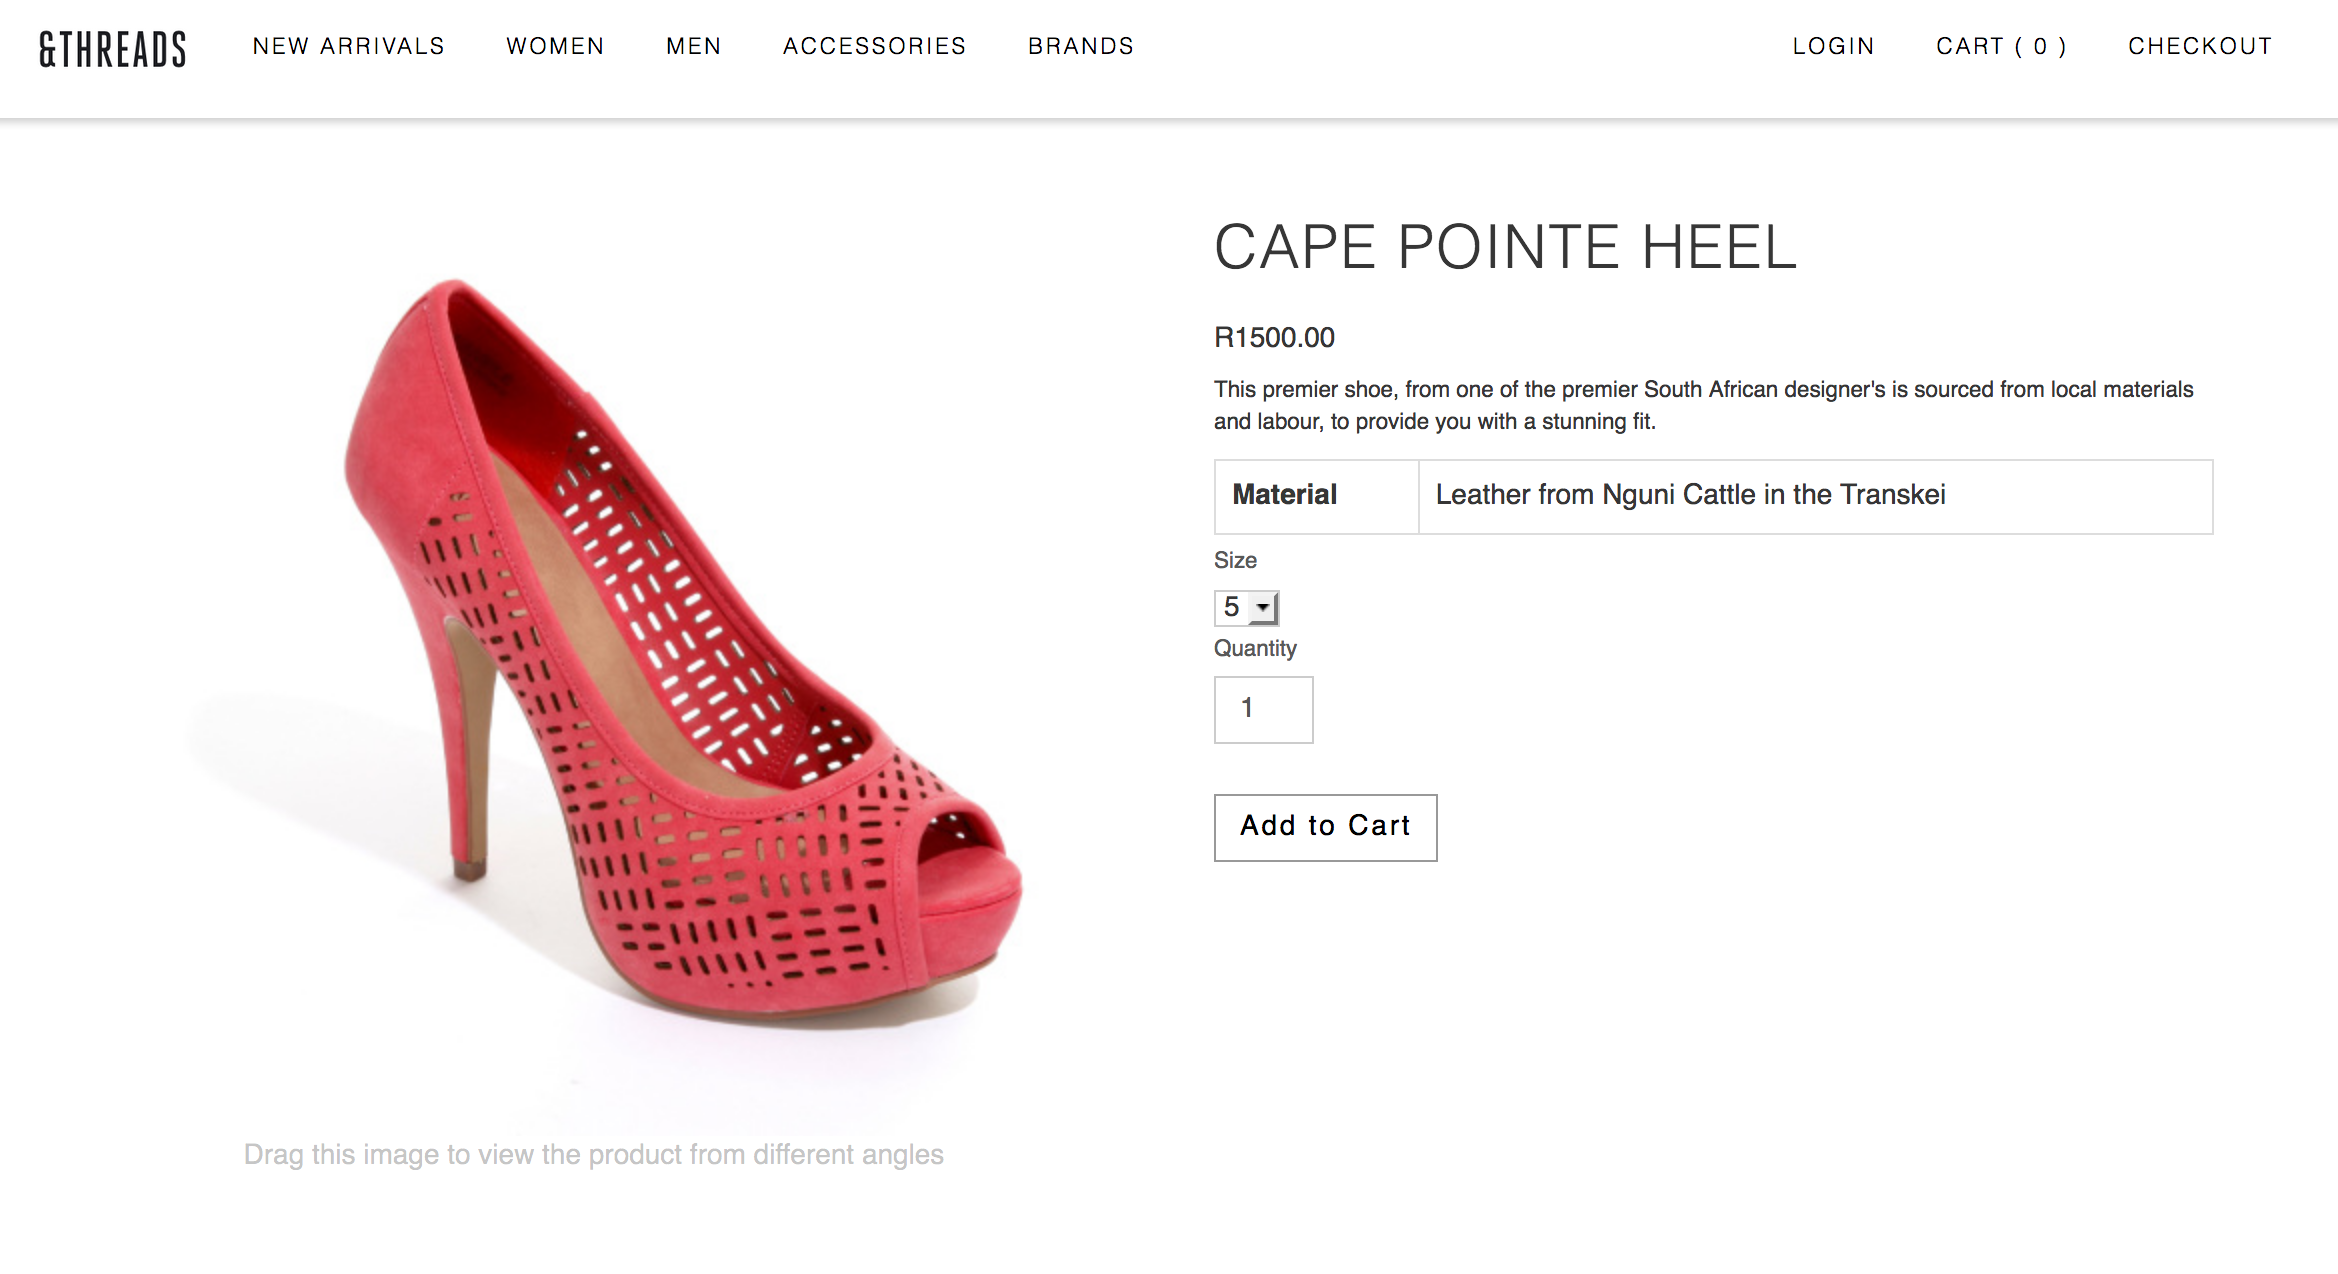 &THREADS NEW ARRIVALS WOMEN MEN ACCESSORIES BRANDS LOGIN CART ( 0 ) CHECKOUT
CAPE POINTE HEEL
R1500.00
This premier shoe, from one of the premier South African designer's is sourced from local materials
and labour, to provide you with a stunning fit.
Material Leather from Nguni Cattle in the Transkei
Size
5
Quantity
1
Add to Cart
Drag this image to view the product from different angles